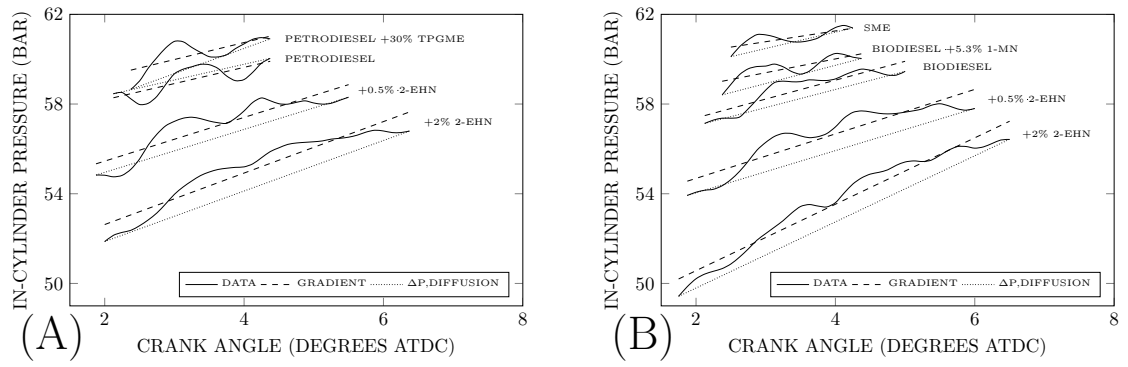 IN-CYLINDER PRESSURE (BAR)
62
58
54
50
PETRODIESEL +30% TPGME
PETRODIESEL
+0.5% 2-EHN
+2% 2-EHN
DATA GRADIENT ΔP,DIFFUSION
2 4 6 8
CRANK ANGLE (DEGREES ATDC)
(A)
IN-CYLINDER PRESSURE (BAR)
62
58
54
50
SME
BIODIESEL +5.3% 1-MN
BIODIESEL
+0.5% 2-EHN
+2% 2-EHN
DATA GRADIENT ΔP,DIFFUSION
2 4 6 8
CRANK ANGLE (DEGREES ATDC)
(B)